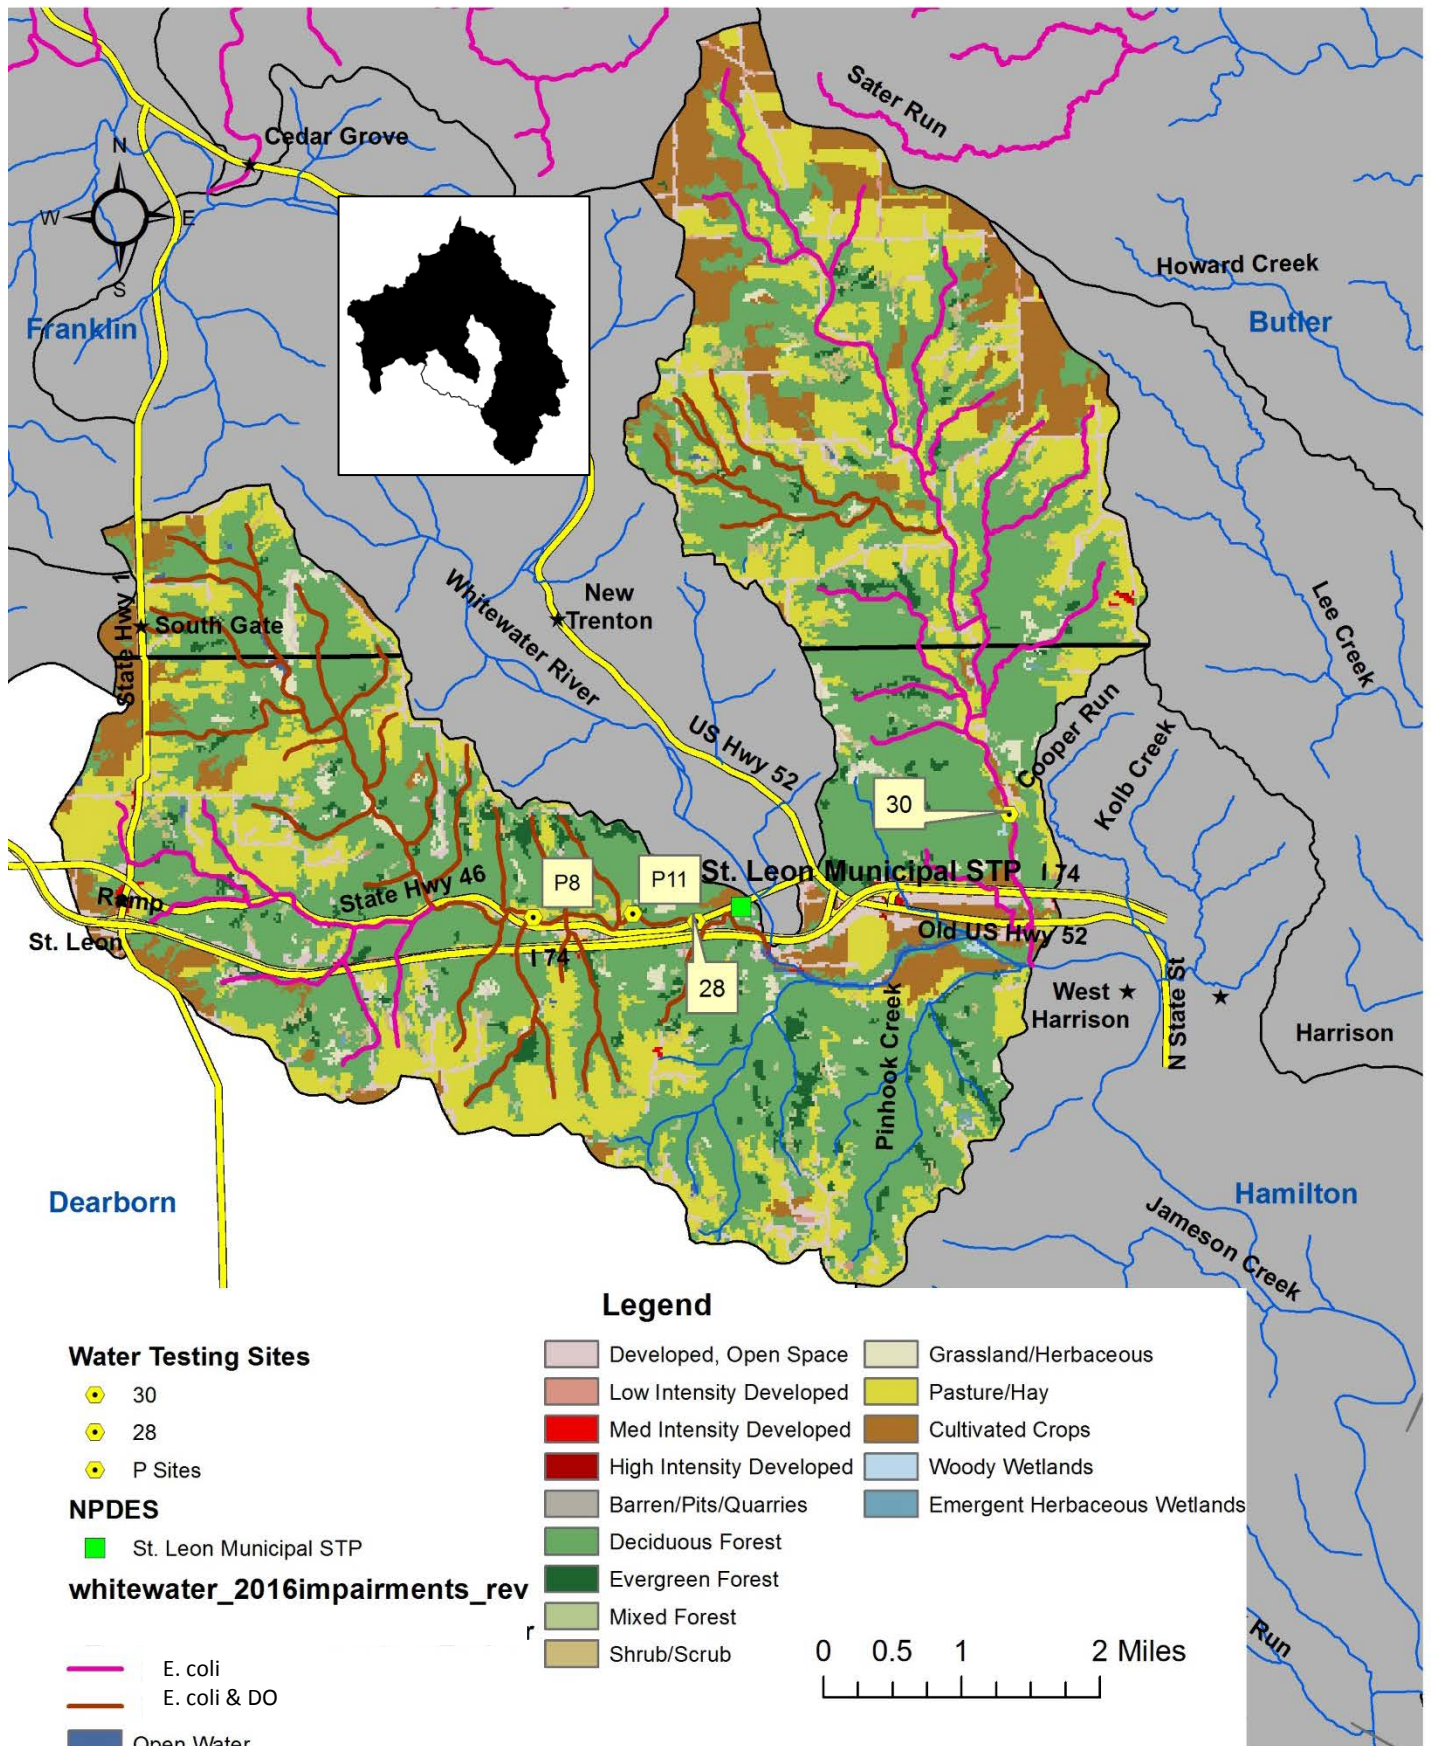 Sater Run
Cedar Grove
N
W
E
S
Howard Creek
Franklin
Butler
New
Trenton
Whitewater River
Lee Creek
State Hwy 1
South Gate
US Hwy 52
Cooper Run
Kolb Creek
30
P8
P11
St. Leon Municipal STP
I 74
State Hwy 46
Ramp
St. Leon
Old US Hwy 52
I 74
28
West
Harrison
Pinhook Creek
N State St
Harrison
Dearborn
Hamilton
Jameson Creek
Legend
Water Testing Sites
30
28
P Sites
NPDES
St. Leon Municipal STP
whitewater_2016impairments_rev
r
E. coli
E. coli & DO
Open Water
Developed, Open Space
Low Intensity Developed
Med Intensity Developed
High Intensity Developed
Barren/Pits/Quarries
Deciduous Forest
Evergreen Forest
Mixed Forest
Shrub/Scrub
Grassland/Herbaceous
Pasture/Hay
Cultivated Crops
Woody Wetlands
Emergent Herbaceous Wetlands
0 0.5 1 2 Miles
Run